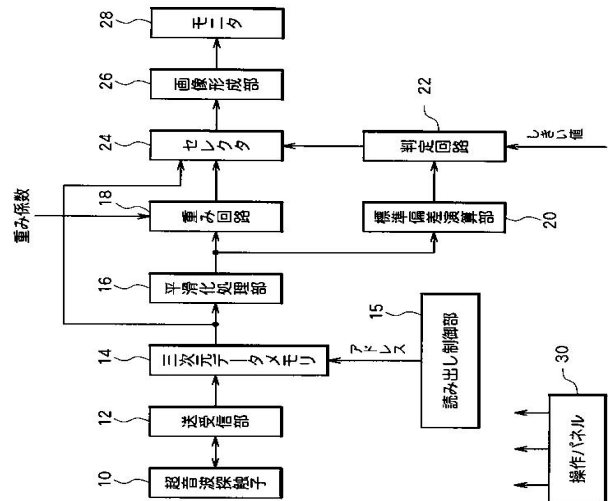 重み係数
10
超音波探触子
12
送受信部
14
三次元データメモリ
16
平滑化処理部
18
重み回路
24
セレクタ
26
画像形成部
28
モニタ
アドレス
15
読み出し制御部
20
標準偏差演算部
22
判定回路
しきい値
30
操作パネル